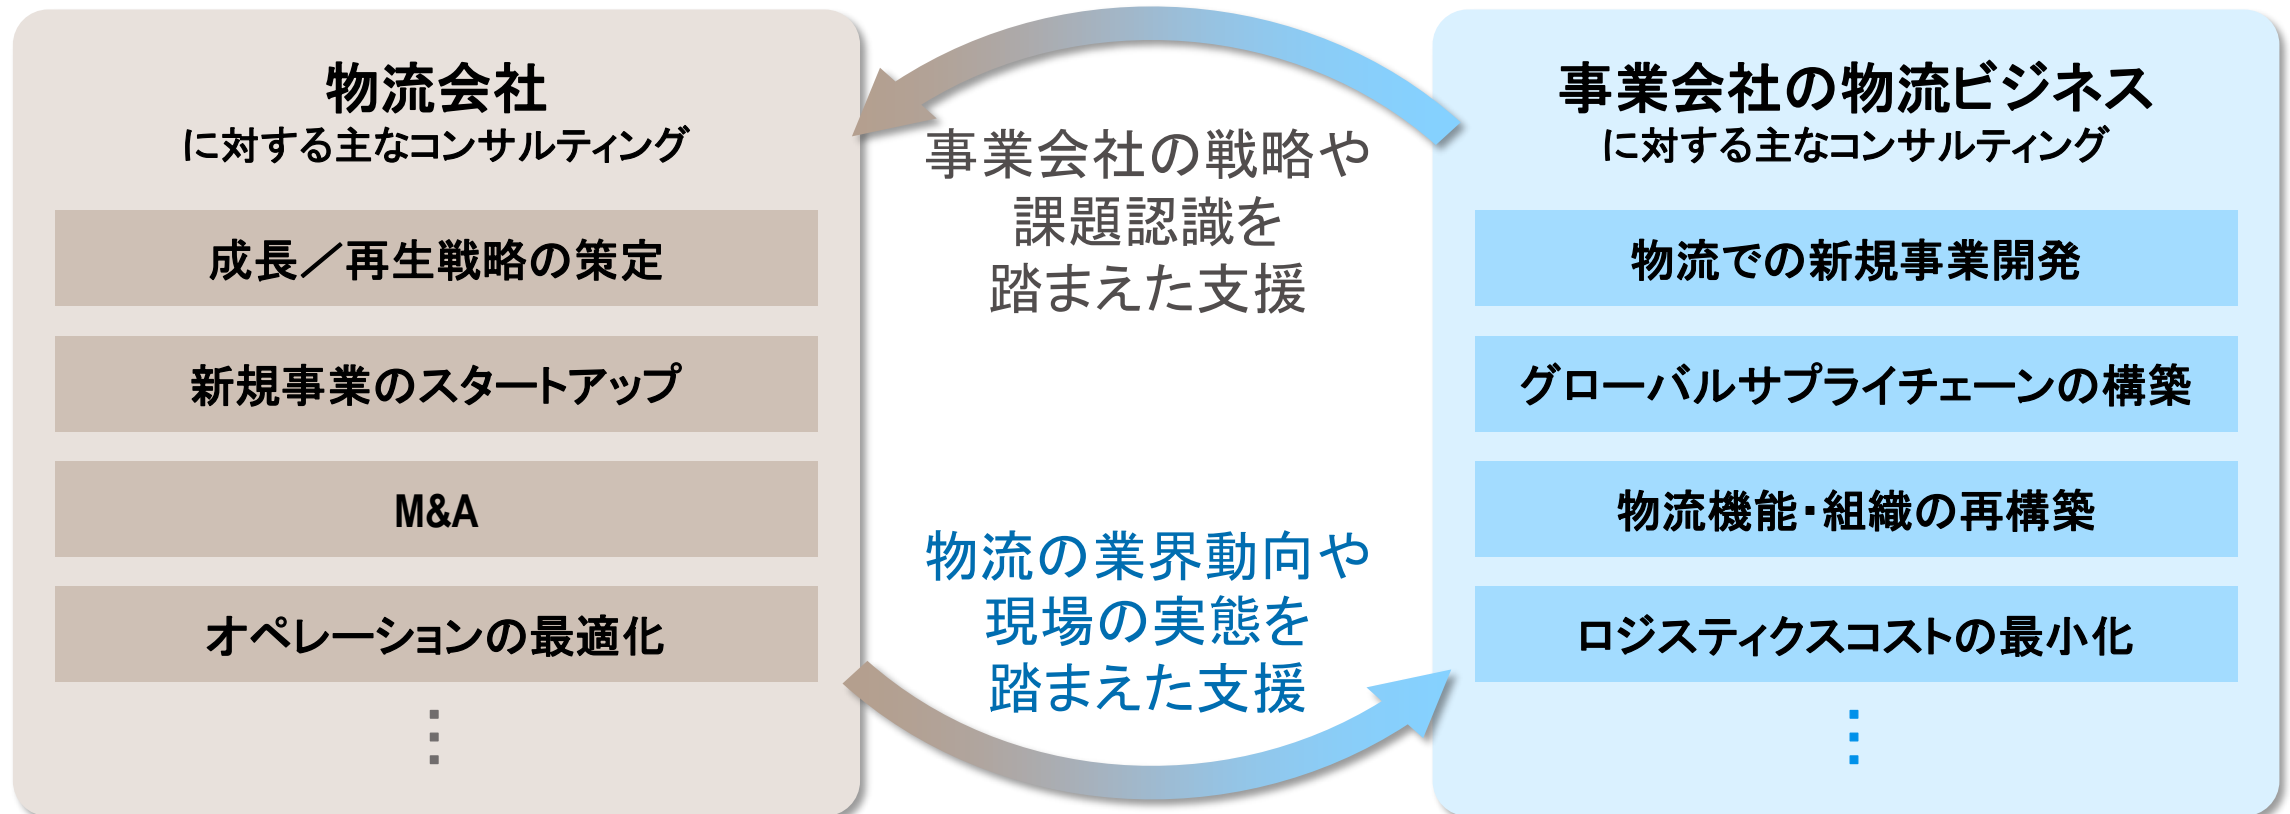 物流会社
に対する主なコンサルティング
成長／再生戦略の策定
新規事業のスタートアップ
M&A
オペレーションの最適化
事業会社の戦略や
課題認識を
踏まえた支援
物流の業界動向や
現場の実態を
踏まえた支援
事業会社の物流ビジネス
に対する主なコンサルティング
物流での新規事業開発
グローバルサプライチェーンの構築
物流機能・組織の再構築
ロジスティクスコストの最小化